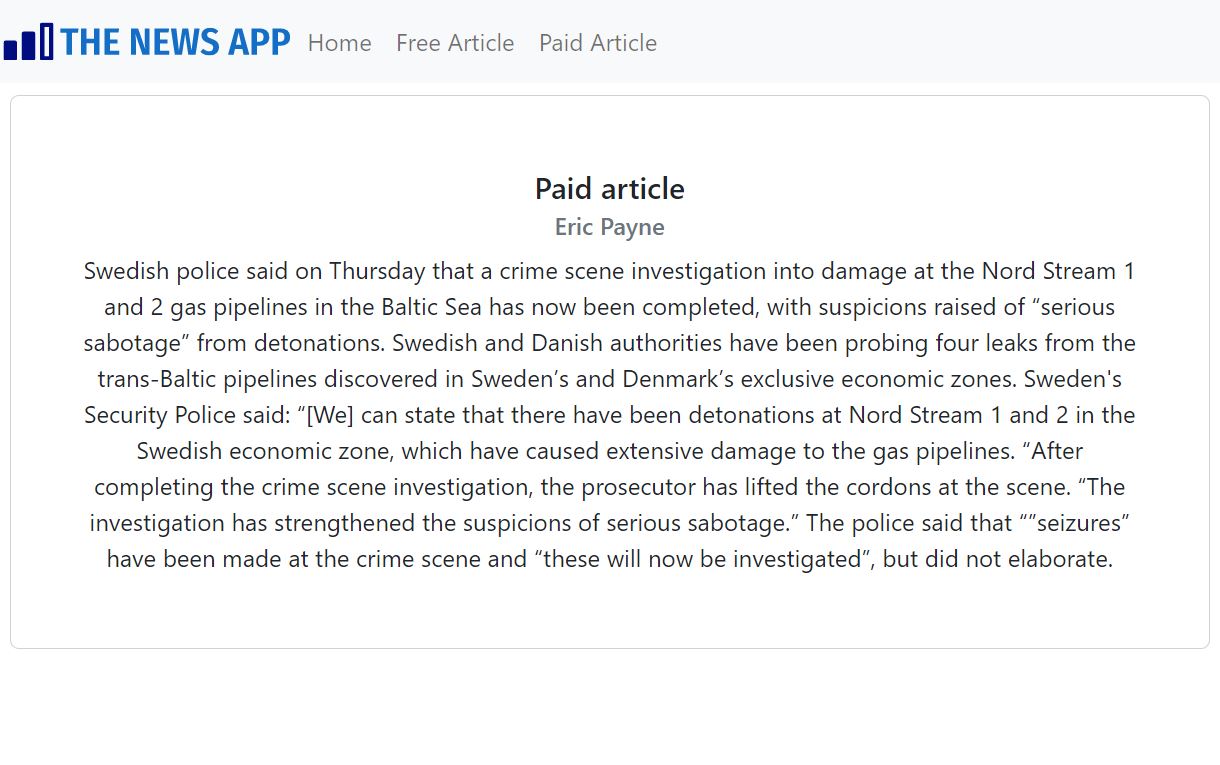 THE NEWS APP Home Free Article Paid Article
Paid article
Eric Payne
Swedish police said on Thursday that a crime scene investigation into damage at the Nord Stream 1
and 2 gas pipelines in the Baltic Sea has now been completed, with suspicions raised of “serious
sabotage” from detonations. Swedish and Danish authorities have been probing four leaks from the
trans-Baltic pipelines discovered in Sweden’s and Denmark’s exclusive economic zones. Sweden's
Security Police said: “[We] can state that there have been detonations at Nord Stream 1 and 2 in the
Swedish economic zone, which have caused extensive damage to the gas pipelines. “After
completing the crime scene investigation, the prosecutor has lifted the cordons at the scene. “The
investigation has strengthened the suspicions of serious sabotage.” The police said that “”seizures”
have been made at the crime scene and “these will now be investigated”, but did not elaborate.